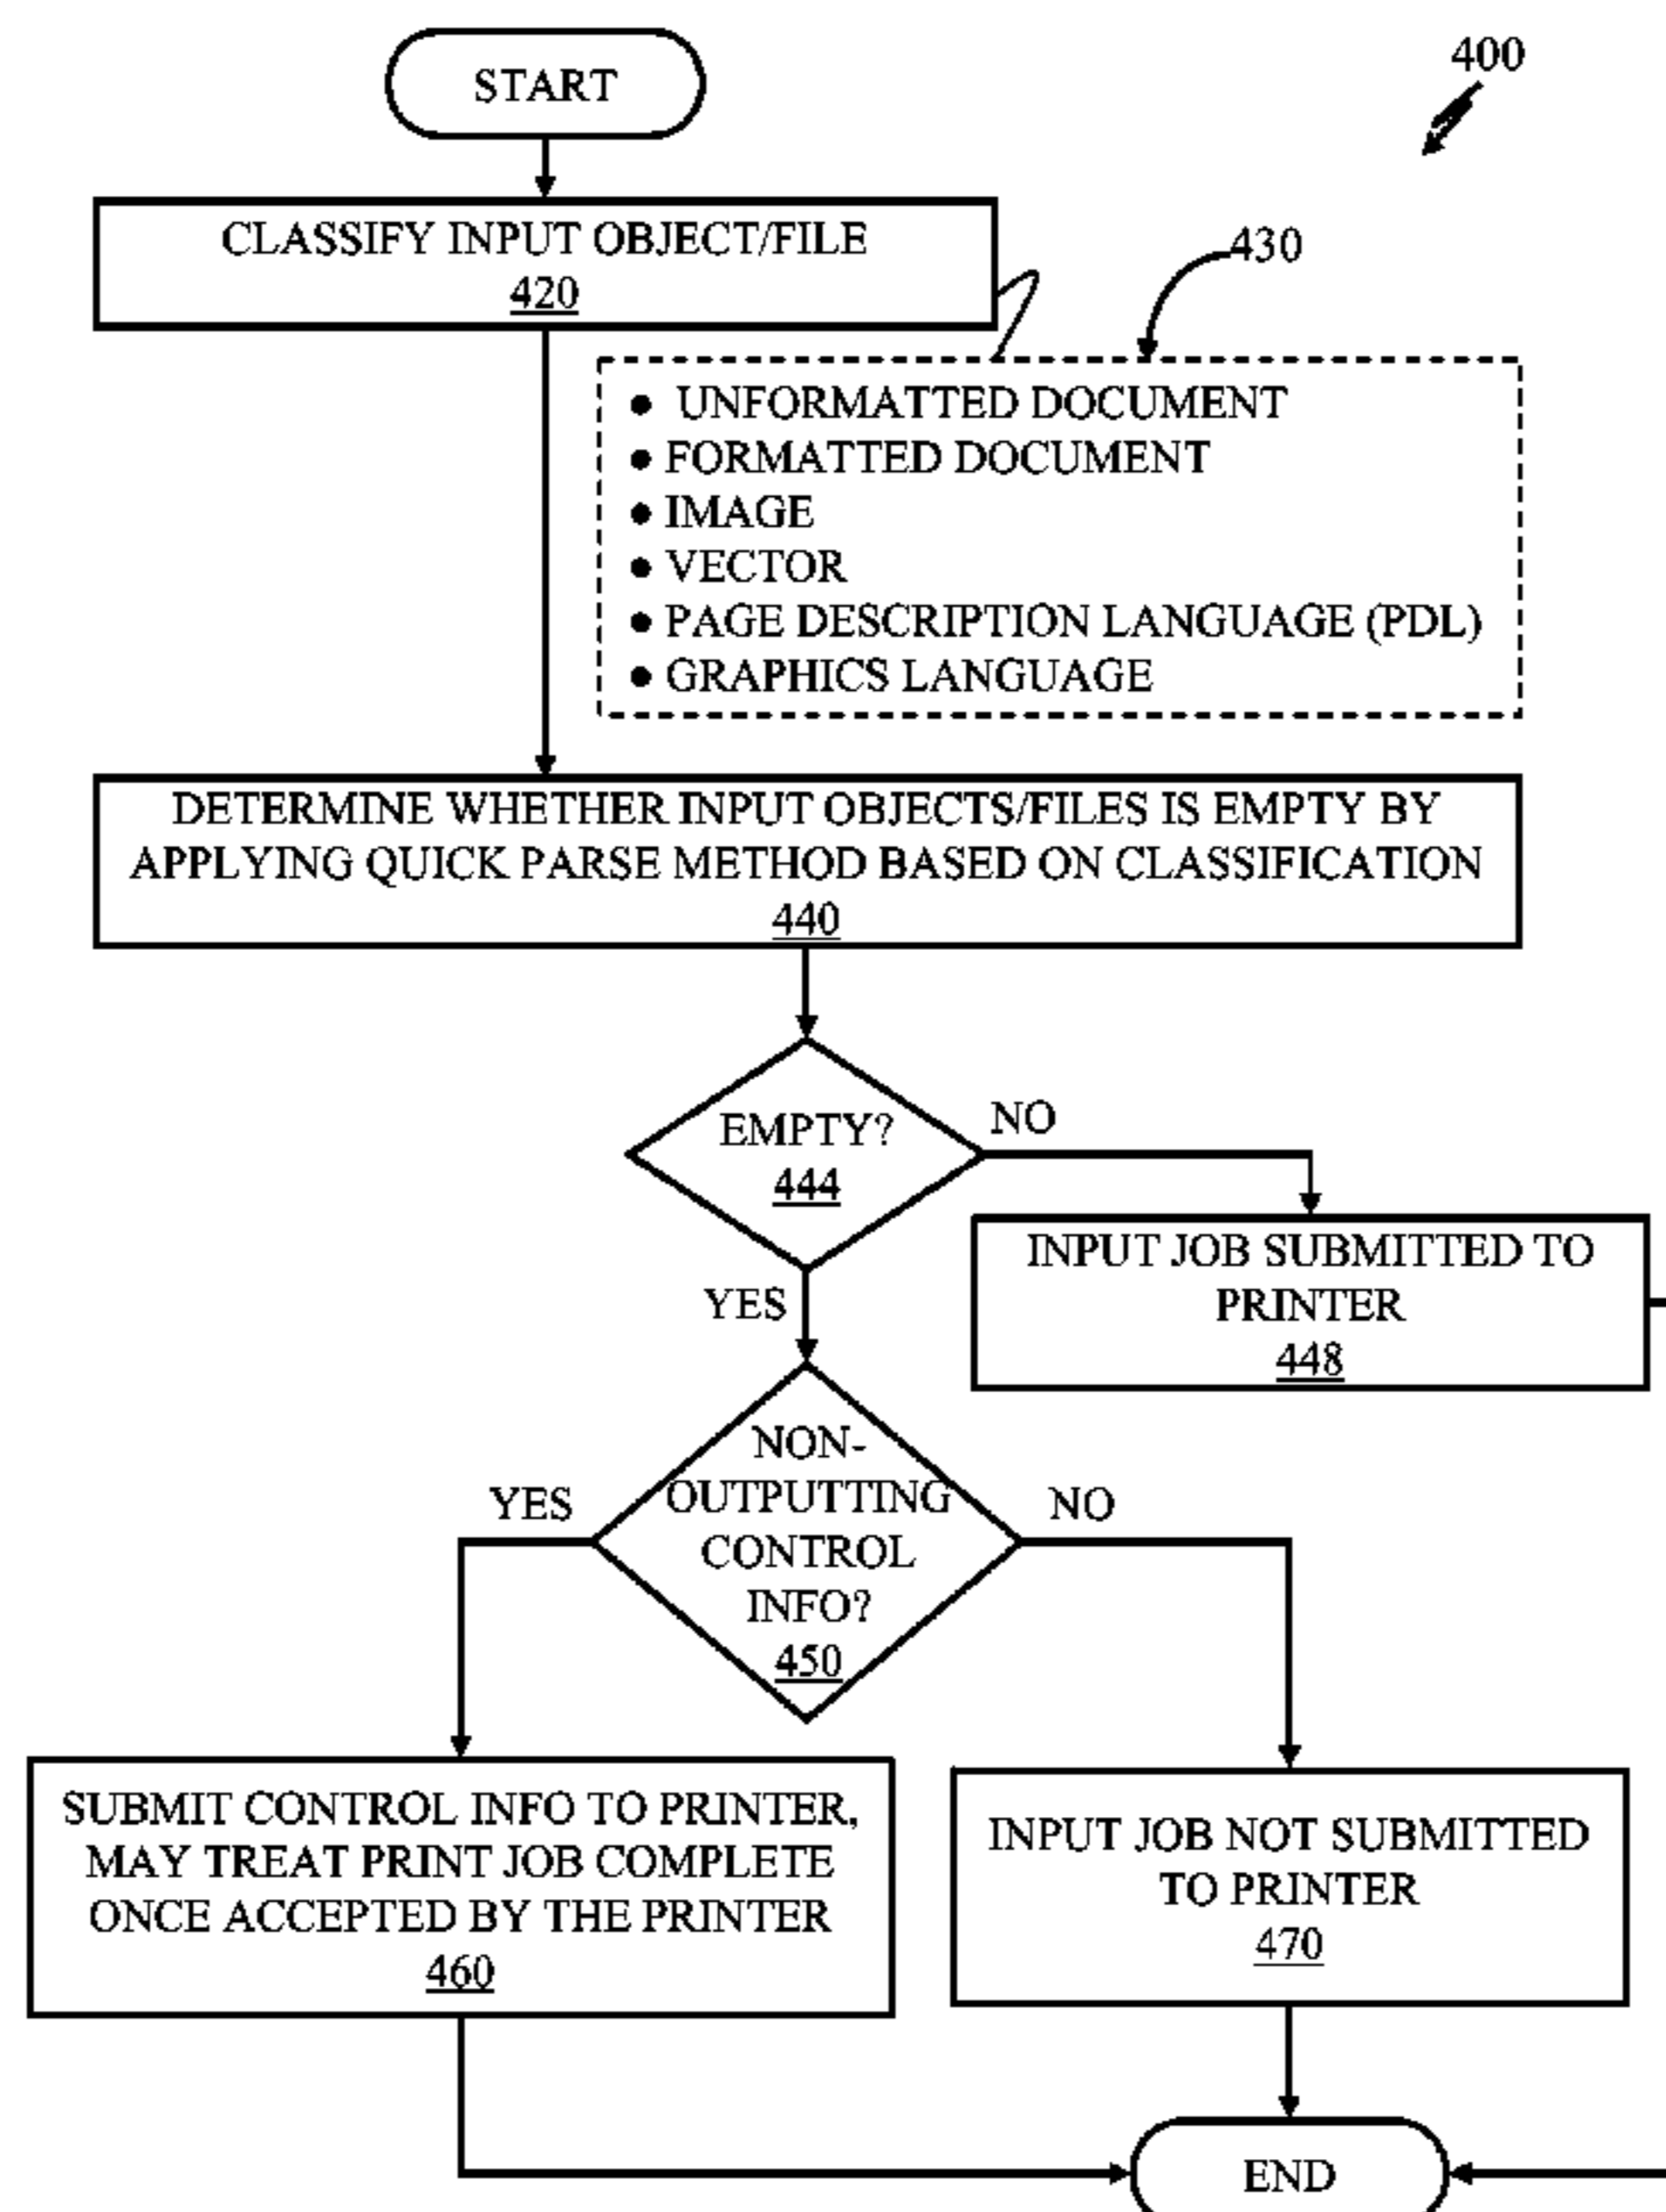 START
400
CLASSIFY INPUT OBJECT/FILE
420
430
● UNFORMATTED DOCUMENT
● FORMATTED DOCUMENT
● IMAGE
● VECTOR
● PAGE DESCRIPTION LANGUAGE (PDL)
● GRAPHICS LANGUAGE
DETERMINE WHETHER INPUT OBJECTS/FILES IS EMPTY BY
APPLYING QUICK PARSE METHOD BASED ON CLASSIFICATION
440
EMPTY?
444
NO
INPUT JOB SUBMITTED TO
PRINTER
448
YES
NON-
OUTPUTTING
CONTROL
INFO?
450
YES
NO
SUBMIT CONTROL INFO TO PRINTER,
MAY TREAT PRINT JOB COMPLETE
ONCE ACCEPTED BY THE PRINTER
460
INPUT JOB NOT SUBMITTED
TO PRINTER
470
END